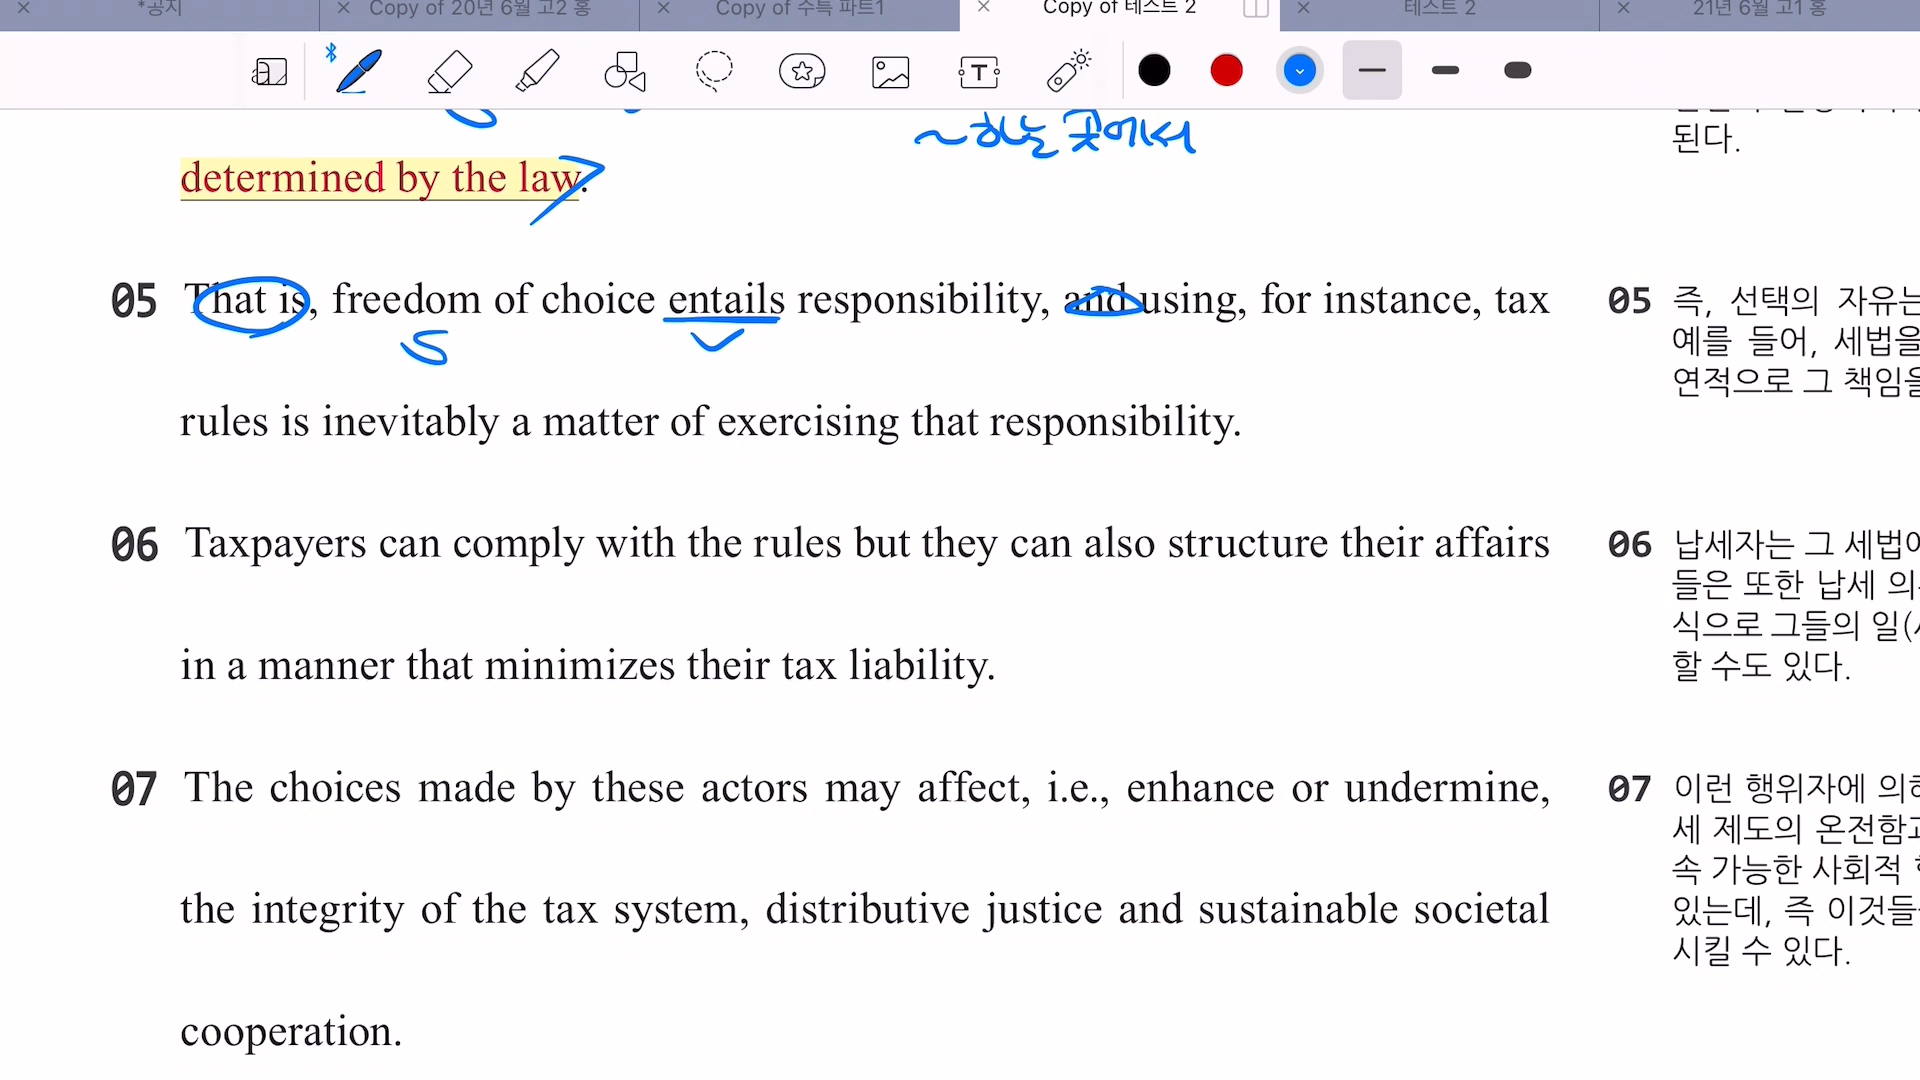 *공지
Copy of 20년 6월 고2 홍
Copy of 수특 파트1
Copy of 테스트 2
테스트 2
21년 6월 고1 홍
~하는 곳에서
된다.
determined by the law.
05 That is, freedom of choice entails responsibility, and using, for instance, tax
S V
rules is inevitably a matter of exercising that responsibility.
05 즉, 선택의 자유는
예를 들어, 세법을
연적으로 그 책임을
06 Taxpayers can comply with the rules but they can also structure their affairs
in a manner that minimizes their tax liability.
06 납세자는 그 세법에
들은 또한 납세 의
식으로 그들의 일(
할 수도 있다.
07 The choices made by these actors may affect, i.e., enhance or undermine,
the integrity of the tax system, distributive justice and sustainable societal
cooperation.
07 이런 행위자에 의해
세 제도의 온전함과
속 가능한 사회적
있는데, 즉 이것들
시킬 수 있다.